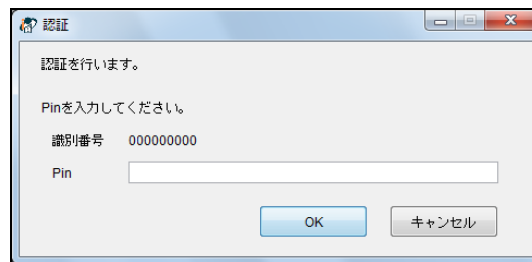 認証
認証を行います。
Pinを入力してください。
識別番号 000000000
Pin
OK キャンセル